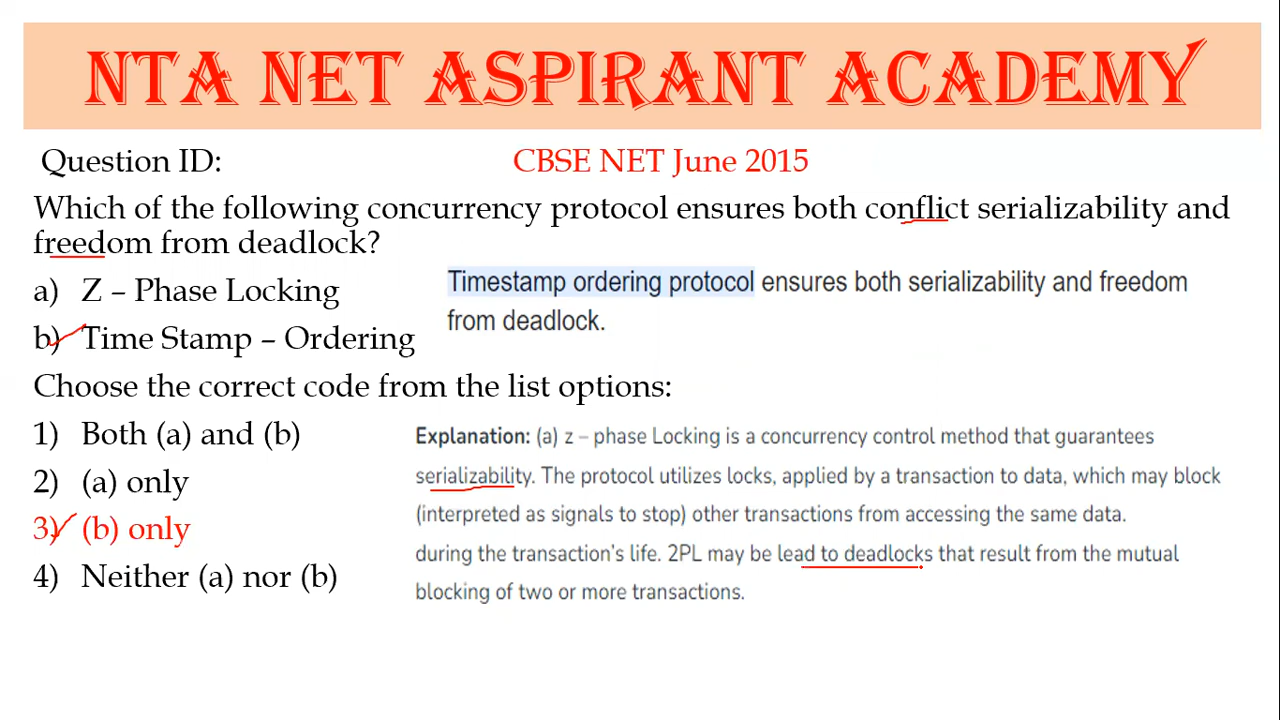 NTA NET ASPIRANT ACADEMY
Question ID:
CBSE NET June 2015
Which of the following concurrency protocol ensures both conflict serializability and
freedom from deadlock?
a) Z – Phase Locking
b) Time Stamp – Ordering
Timestamp ordering protocol ensures both serializability and freedom
from deadlock.
Choose the correct code from the list options:
1) Both (a) and (b)
2) (a) only
3) (b) only
4) Neither (a) nor (b)
Explanation: (a) z – phase Locking is a concurrency control method that guarantees
serializability. The protocol utilizes locks, applied by a transaction to data, which may block
(interpreted as signals to stop) other transactions from accessing the same data.
during the transaction's life. 2PL may be lead to deadlocks that result from the mutual
blocking of two or more transactions.